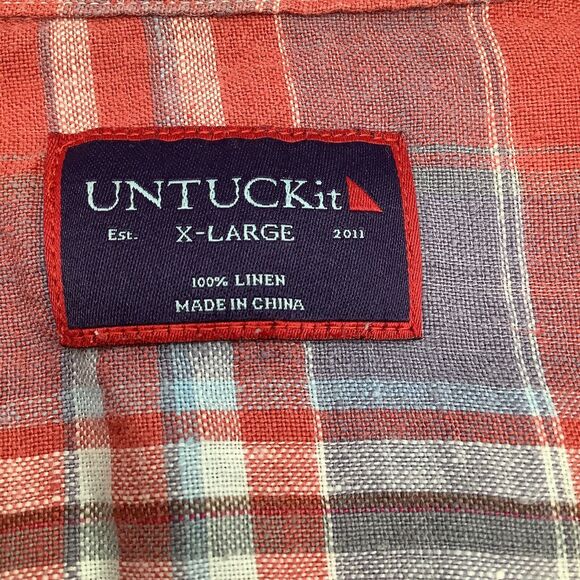 UNTUCKit
Est. X-LARGE 2011
100% LINEN
MADE IN CHINA